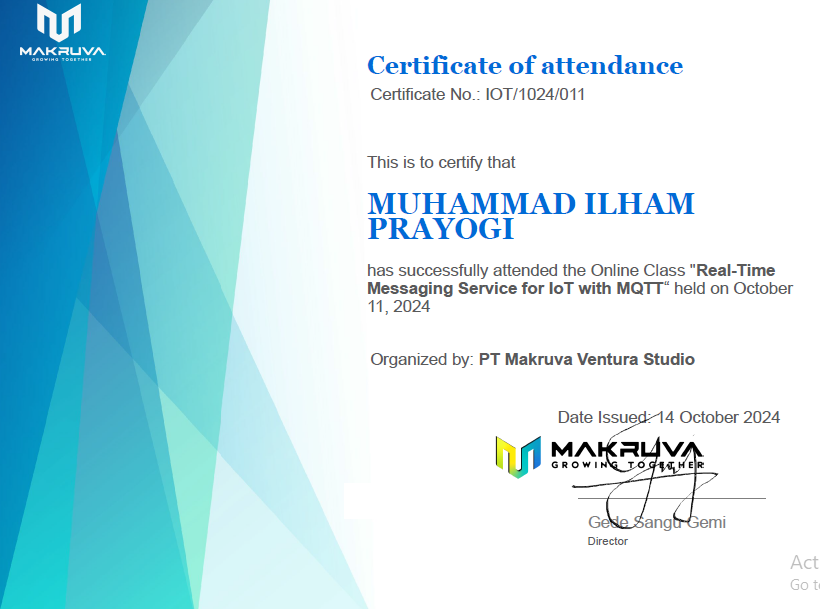 MAKRUVA
GROWING TOGETHER
Certificate of attendance
Certificate No.: IOT/1024/011
This is to certify that
MUHAMMAD ILHAM
PRAYOGI
has successfully attended the Online Class "Real-Time
Messaging Service for IoT with MQTT“ held on October
11, 2024
Organized by: PT Makruva Ventura Studio
Date Issued: 14 October 2024
MAKRUVA
GROWING TOGETHER
Gede Sangu Gemi
Director
Act
Go to